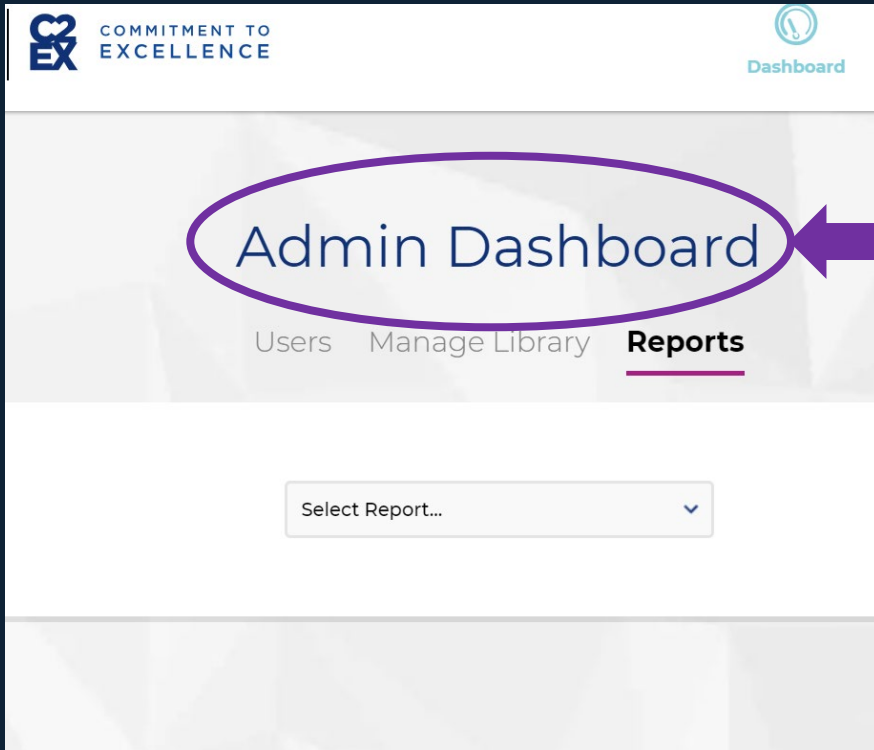 C2
EX
COMMITMENT TO
EXCELLENCE
Dashboard
Admin Dashboard
Users Manage Library Reports
Select Report...